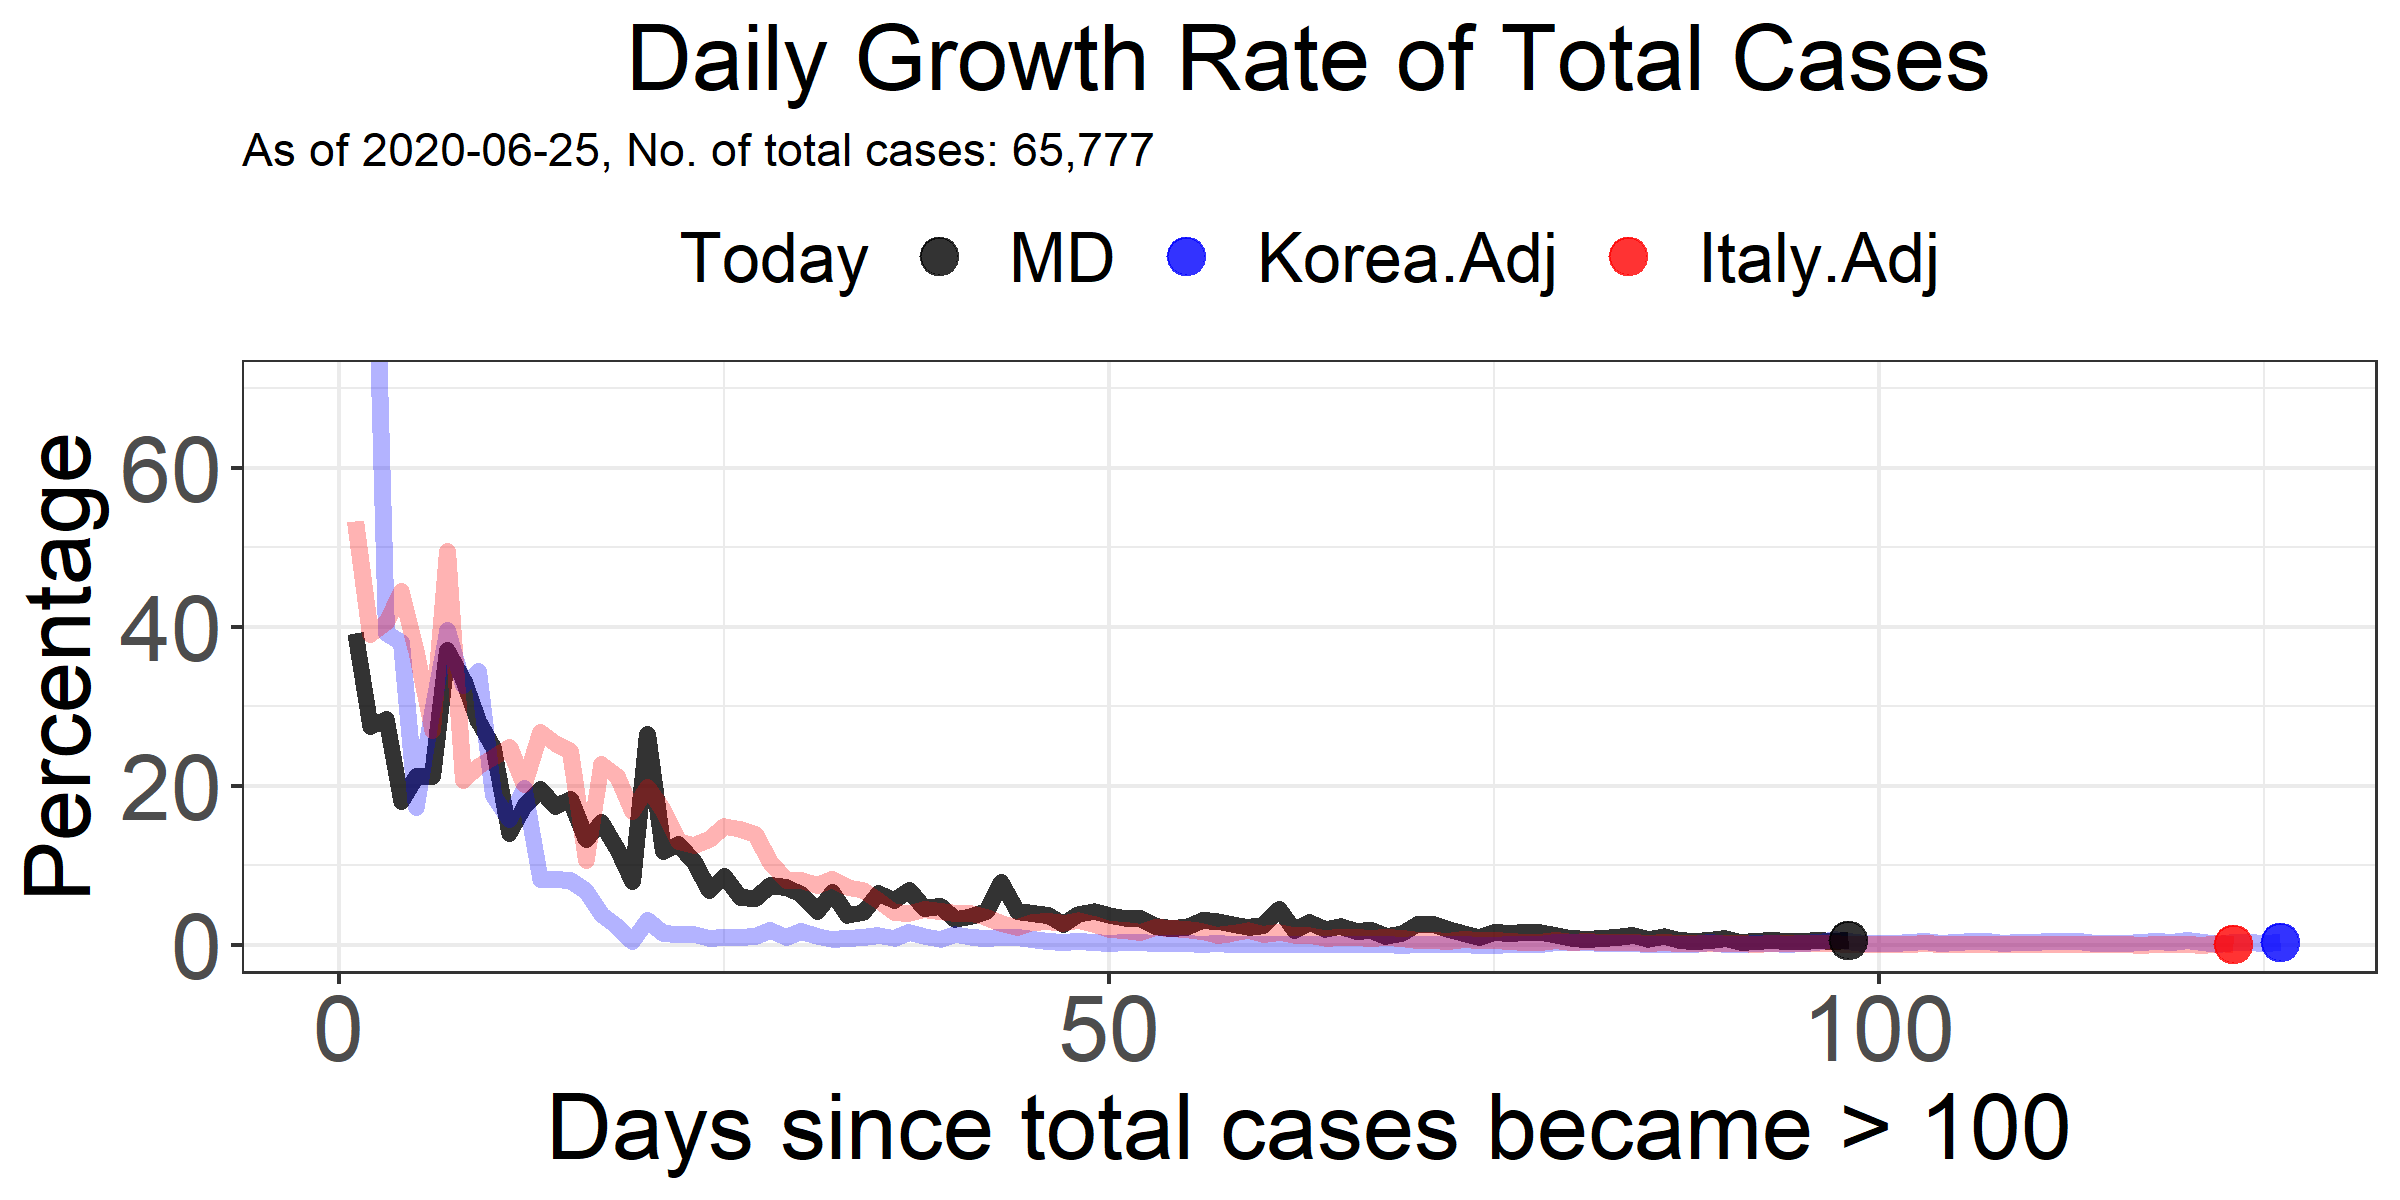 Daily Growth Rate of Total Cases
As of 2020-06-25, No. of total cases: 65,777
Today MD Korea.Adj Italy.Adj
Percentage
60
40
20
0
0 50 100
Days since total cases became > 100